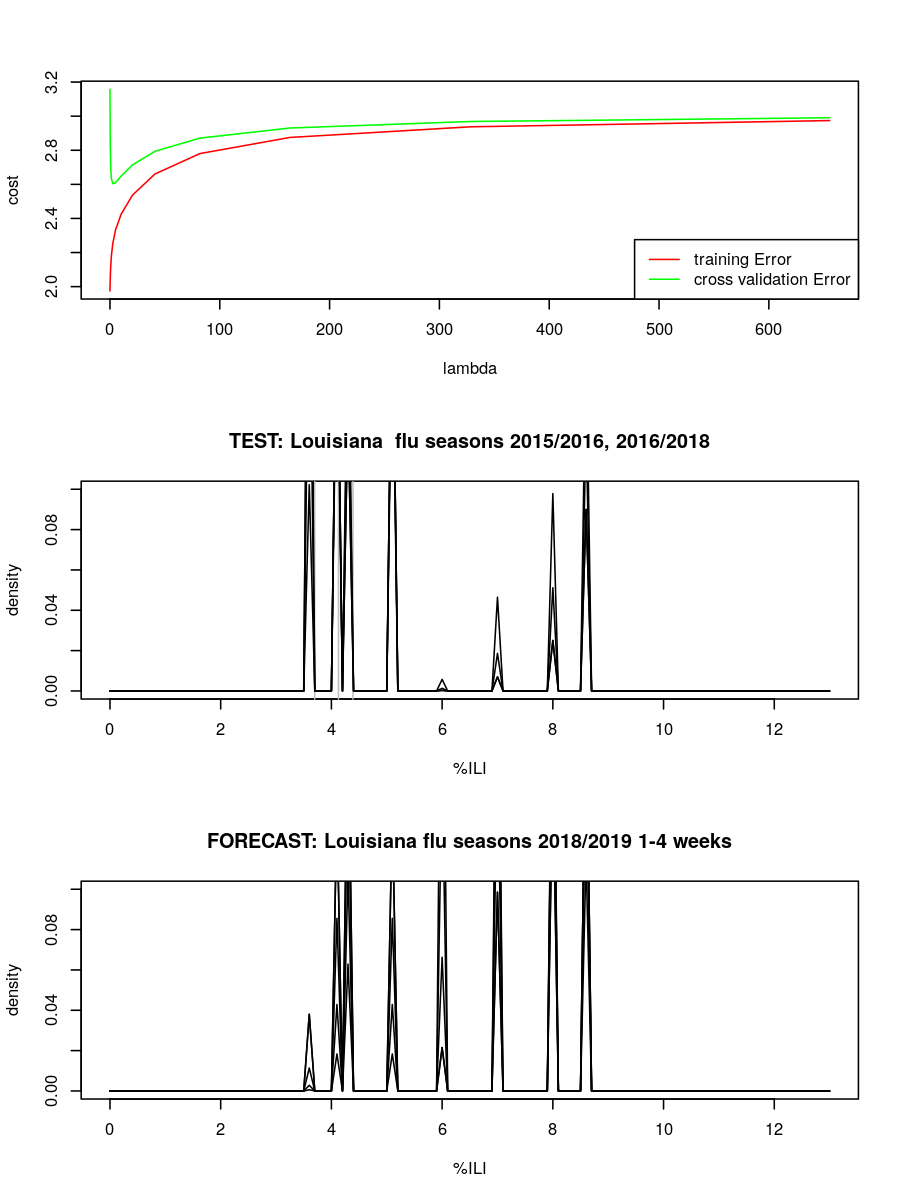 3.2
2.8
2.4
2.0
cost
training Error
cross validation Error
0 100 200 300 400 500 600
lambda
TEST: Louisiana  flu seasons 2015/2016, 2016/2018
0.08
0.04
0.00
density
0 2 4 6 8 10 12
%ILI
FORECAST: Louisiana flu seasons 2018/2019 1-4 weeks
0.08
0.04
0.00
density
0 2 4 6 8 10 12
%ILI